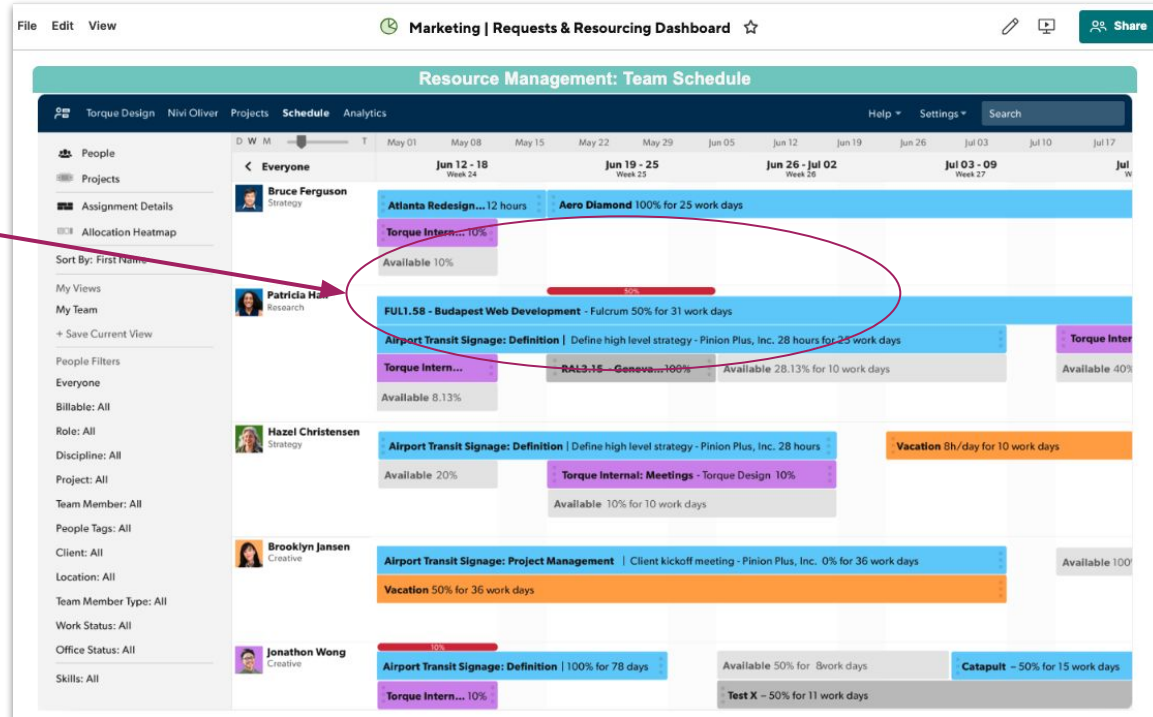 File Edit View
Marketing | Requests & Resourcing Dashboard
Share
Resource Management: Team Schedule
Torque Design Nivi Oliver Projects Schedule Analytics
Help Settings Search
People
Projects
Assignment Details
Allocation Heatmap
Sort By: First Name
My Views
My Team
+ Save Current View
People Filters
Everyone
Billable: All
Role: All
Discipline: All
Project: All
Team Member: All
People Tags: All
Client: All
Location: All
Team Member Type: All
Work Status: All
Office Status: All
Skills: All
D W M T
May 01 May 08 May 15 May 22 May 29 Jun 05 Jun 12 Jun 19 Jun 26 Jul 03 Jul 10 Jul 17
Everyone
Jun 12 - 18 Jun 19 - 25 Jun 26 - Jul 02 Jul 03 - 09 Jul
Week 24 Week 25 Week 26 Week 27 W
Bruce Ferguson
Strategy
Atlanta Redesign... 12 hours
Aero Diamond 100% for 25 work days
Torque Intern... 10%
Available 10%
Patricia
Research
50%
FUL1.58 - Budapest Web Development - Fulcrum 50% for 31 work days
Airport Transit Signage: Definition | Define high level strategy - Pinion Plus, Inc. 28 hours for 25 work days
Torque Inter
Torque Intern...
RAL3.15 - Geneva...100%
Available 28.13% for 10 work days
Available 40%
Available 8.13%
Hazel Christensen
Strategy
Airport Transit Signage: Definition | Define high level strategy - Pinion Plus, Inc. 28 hours
Vacation 8h/day for 10 work days
Available 20%
Torque Internal: Meetings - Torque Design 10%
Available 10% for 10 work days
Brooklyn Jansen
Creative
Airport Transit Signage: Project Management | Client kickoff meeting - Pinion Plus, Inc. 0% for 36 work days
Available 100%
Vacation 50% for 36 work days
Jonathon Wong
Creative
10%
Airport Transit Signage: Definition | 100% for 78 days
Available 50% for 8work days
Catapult – 50% for 15 work days
Torque Intern... 10%
Test X – 50% for 11 work days